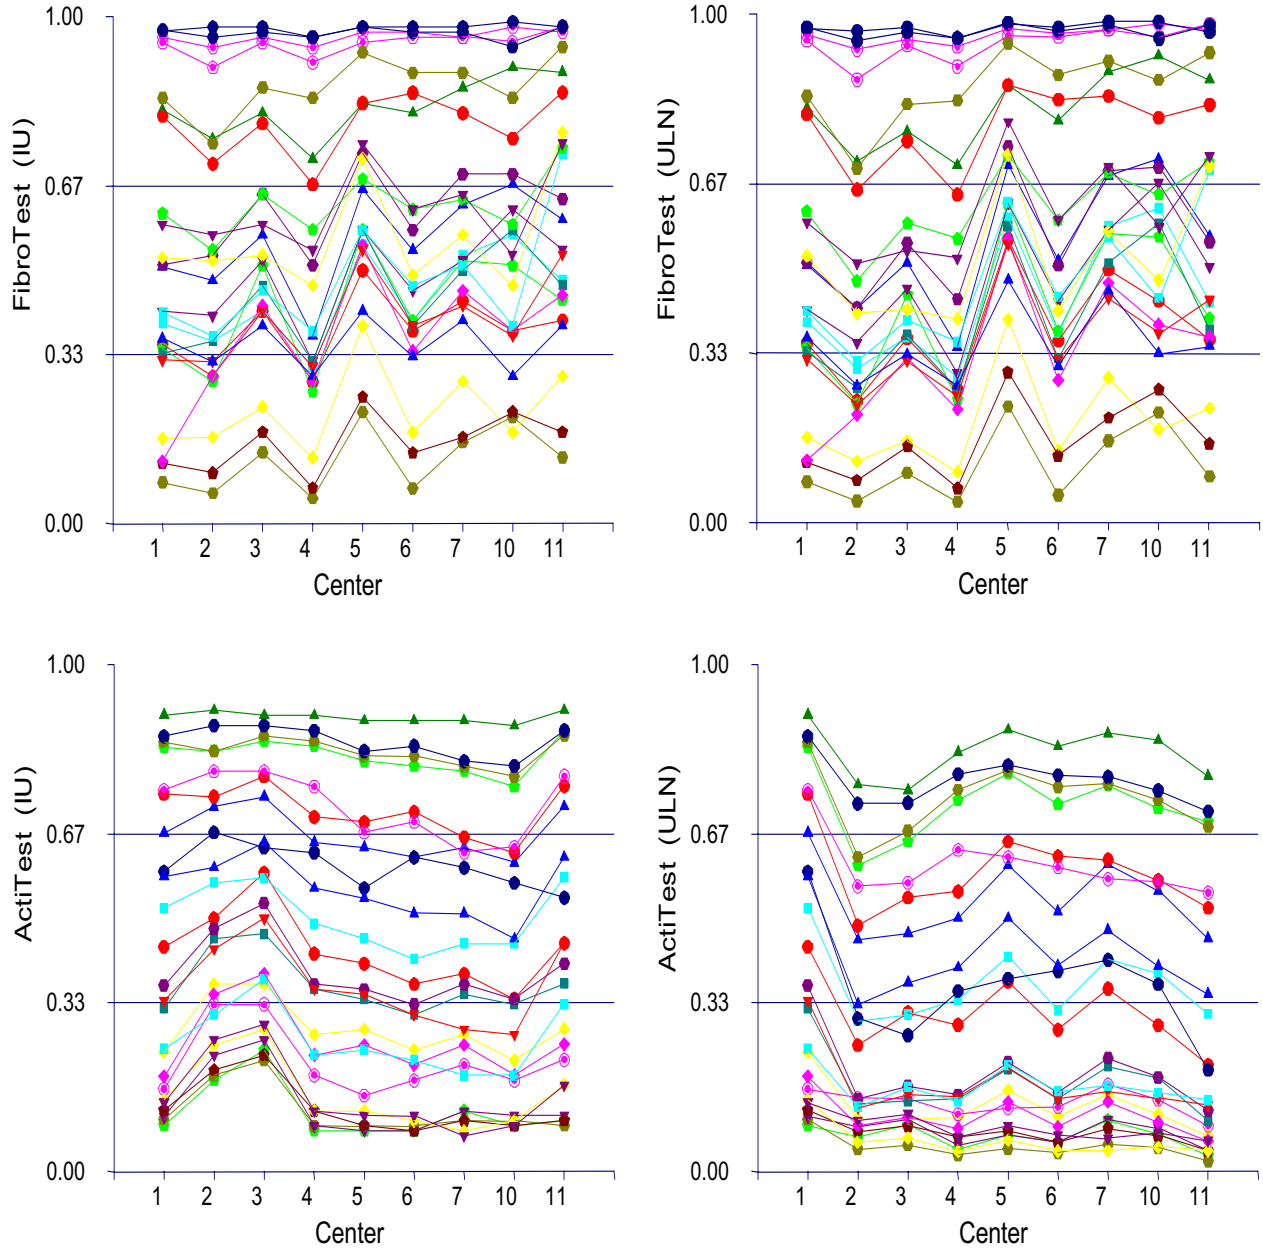 FibroTest (IU)
1.00
0.67
0.33
0.00
1 2 3 4 5 6 7 10 11
Center
FibroTest (ULN)
1.00
0.67
0.33
0.00
1 2 3 4 5 6 7 10 11
Center
ActiTest (IU)
1.00
0.67
0.33
0.00
1 2 3 4 5 6 7 10 11
Center
ActiTest (ULN)
1.00
0.67
0.33
0.00
1 2 3 4 5 6 7 10 11
Center